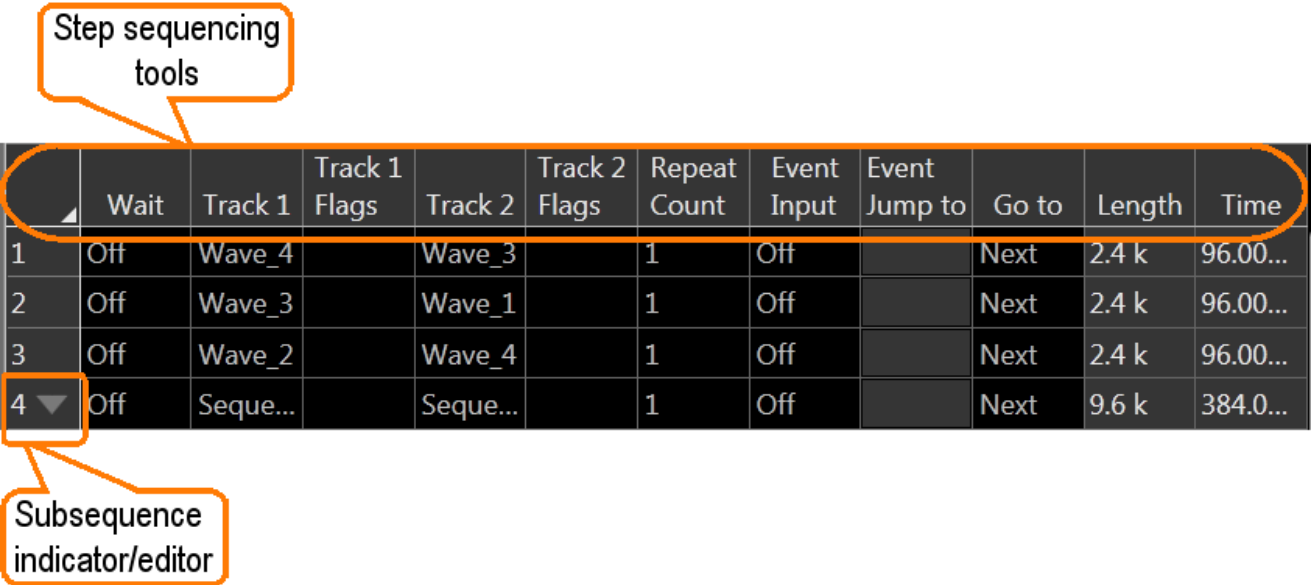 Step sequencing
tools
Wait Track 1 Track 1 Flags Track 2 Track 2 Flags Repeat Count Event Input Event Jump to Go to Length Time
1 Off Wave_4 Wave_3 1 Off Next 2.4 k 96.00...
2 Off Wave_3 Wave_1 1 Off Next 2.4 k 96.00...
3 Off Wave_2 Wave_4 1 Off Next 2.4 k 96.00...
4 Off Seque... Seque... 1 Off Next 9.6 k 384.0...
Subsequence
indicator/editor